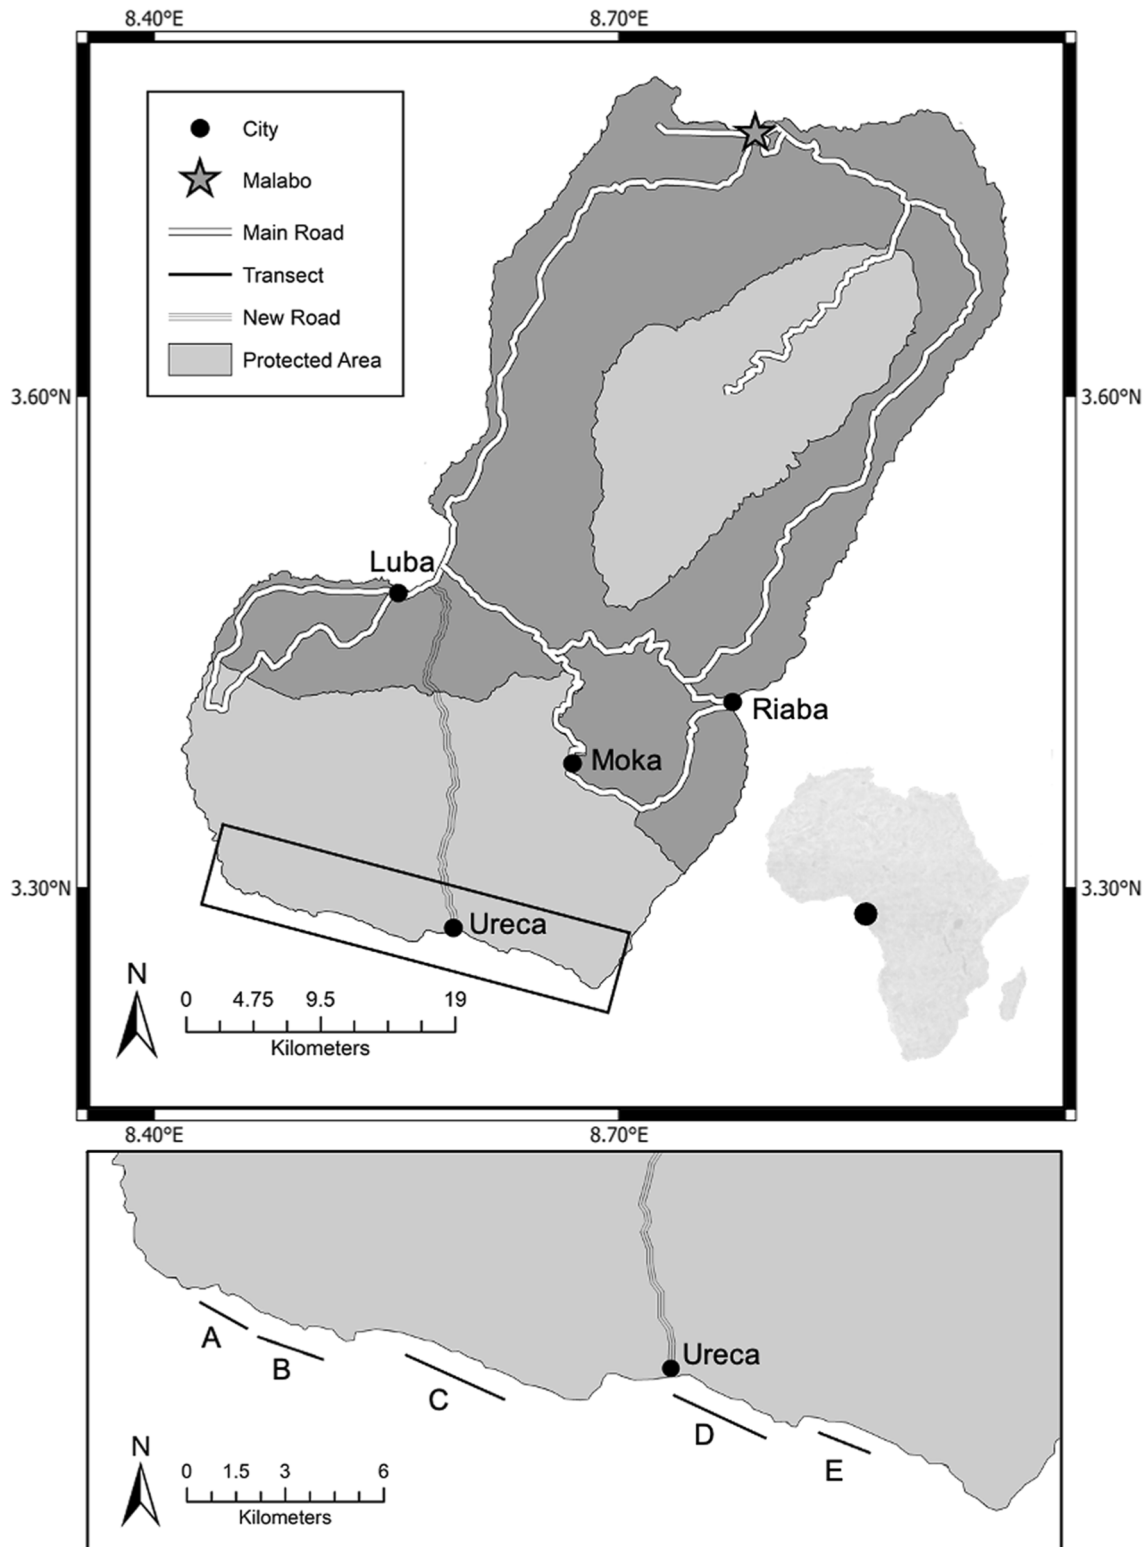 8.40°E 8.70°E
City
Malabo
Main Road
Transect
New Road
Protected Area
3.60°N 3.60°N
Luba
Riaba
Moka
3.30°N 3.30°N
Ureca
N
0 4.75 9.5 19
Kilometers
8.40°E 8.70°E
Ureca
A
B
C
D
E
N
0 1.5 3 6
Kilometers